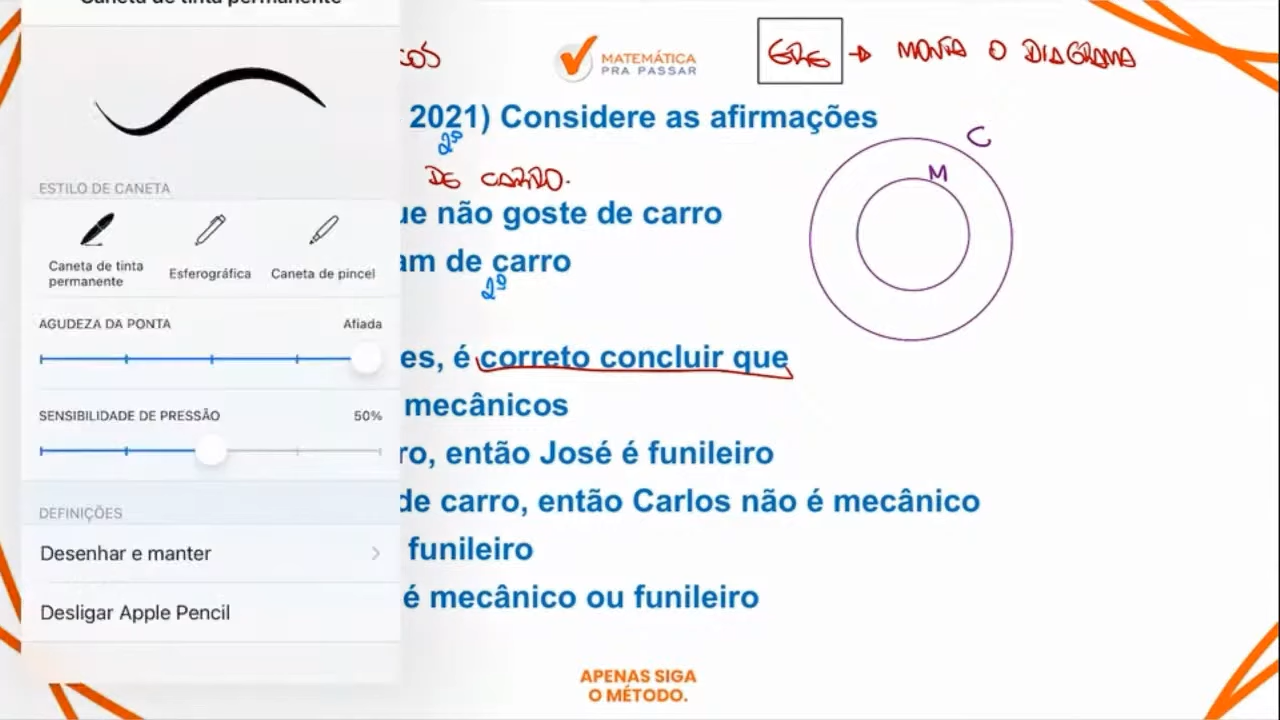 Caneta de tinta permanente
ESTILO DE CANETA
Caneta de tinta permanente
Esferográfica
Caneta de pincel
AGUDEZA DA PONTA
Afiada
SENSIBILIDADE DE PRESSÃO
50%
DEFINIÇÕES
Desenhar e manter
Desligar Apple Pencil
COS
MATEMÁTICA
PRA PASSAR
MONTA O DIAGRAMA
2021) Considere as afirmações
2º
DE CARRO.
ue não goste de carro
am de carro
2º
es, é correto concluir que
mecânicos
ro, então José é funileiro
de carro, então Carlos não é mecânico
funileiro
é mecânico ou funileiro
C
M
APENAS SIGA
O MÉTODO.